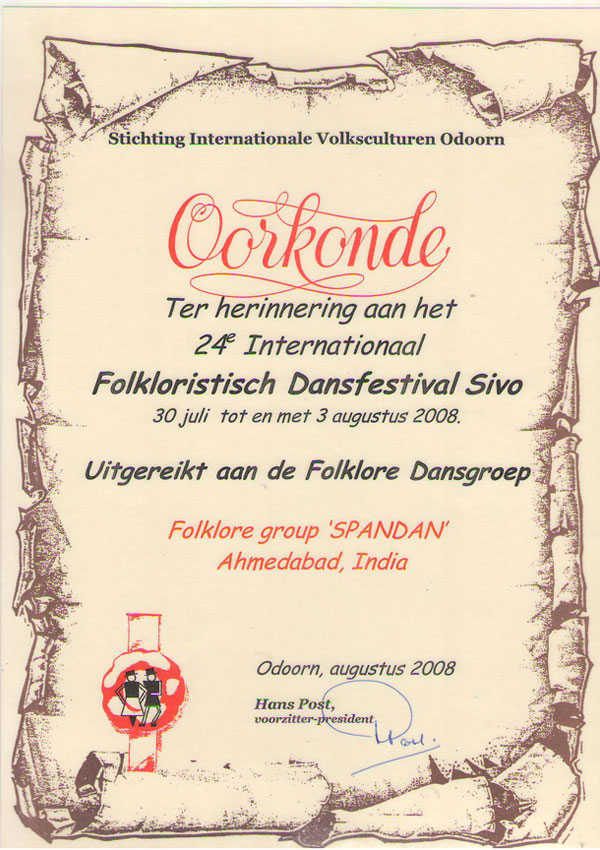 Stichting Internationale Volksculturen Odoorn
Oorkonde
Ter herinnering aan het
24e Internationaal
Folkloristisch Dansfestival Sivo
30 juli tot en met 3 augustus 2008.
Uitgereikt aan de Folklore Dansgroep
Folklore group 'SPANDAN'
Ahmedabad, India
Odoorn, augustus 2008
Hans Post,
voorzitter-president